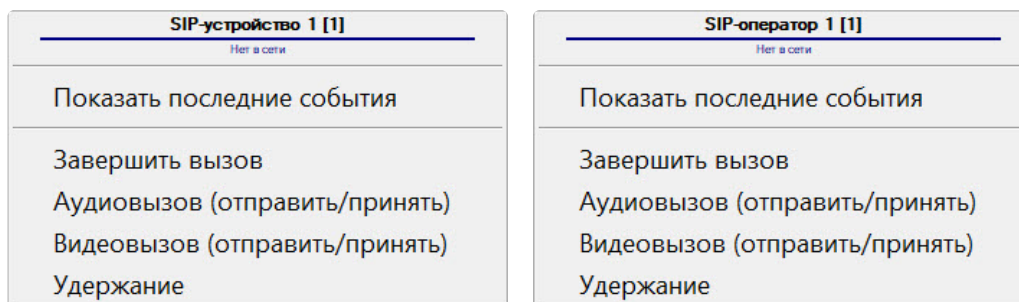 SIP-устройство 1 [1]
Нет в сети
Показать последние события
Завершить вызов
Аудиовызов (отправить/принять)
Видеовызов (отправить/принять)
Удержание
SIP-оператор 1 [1]
Нет в сети
Показать последние события
Завершить вызов
Аудиовызов (отправить/принять)
Видеовызов (отправить/принять)
Удержание